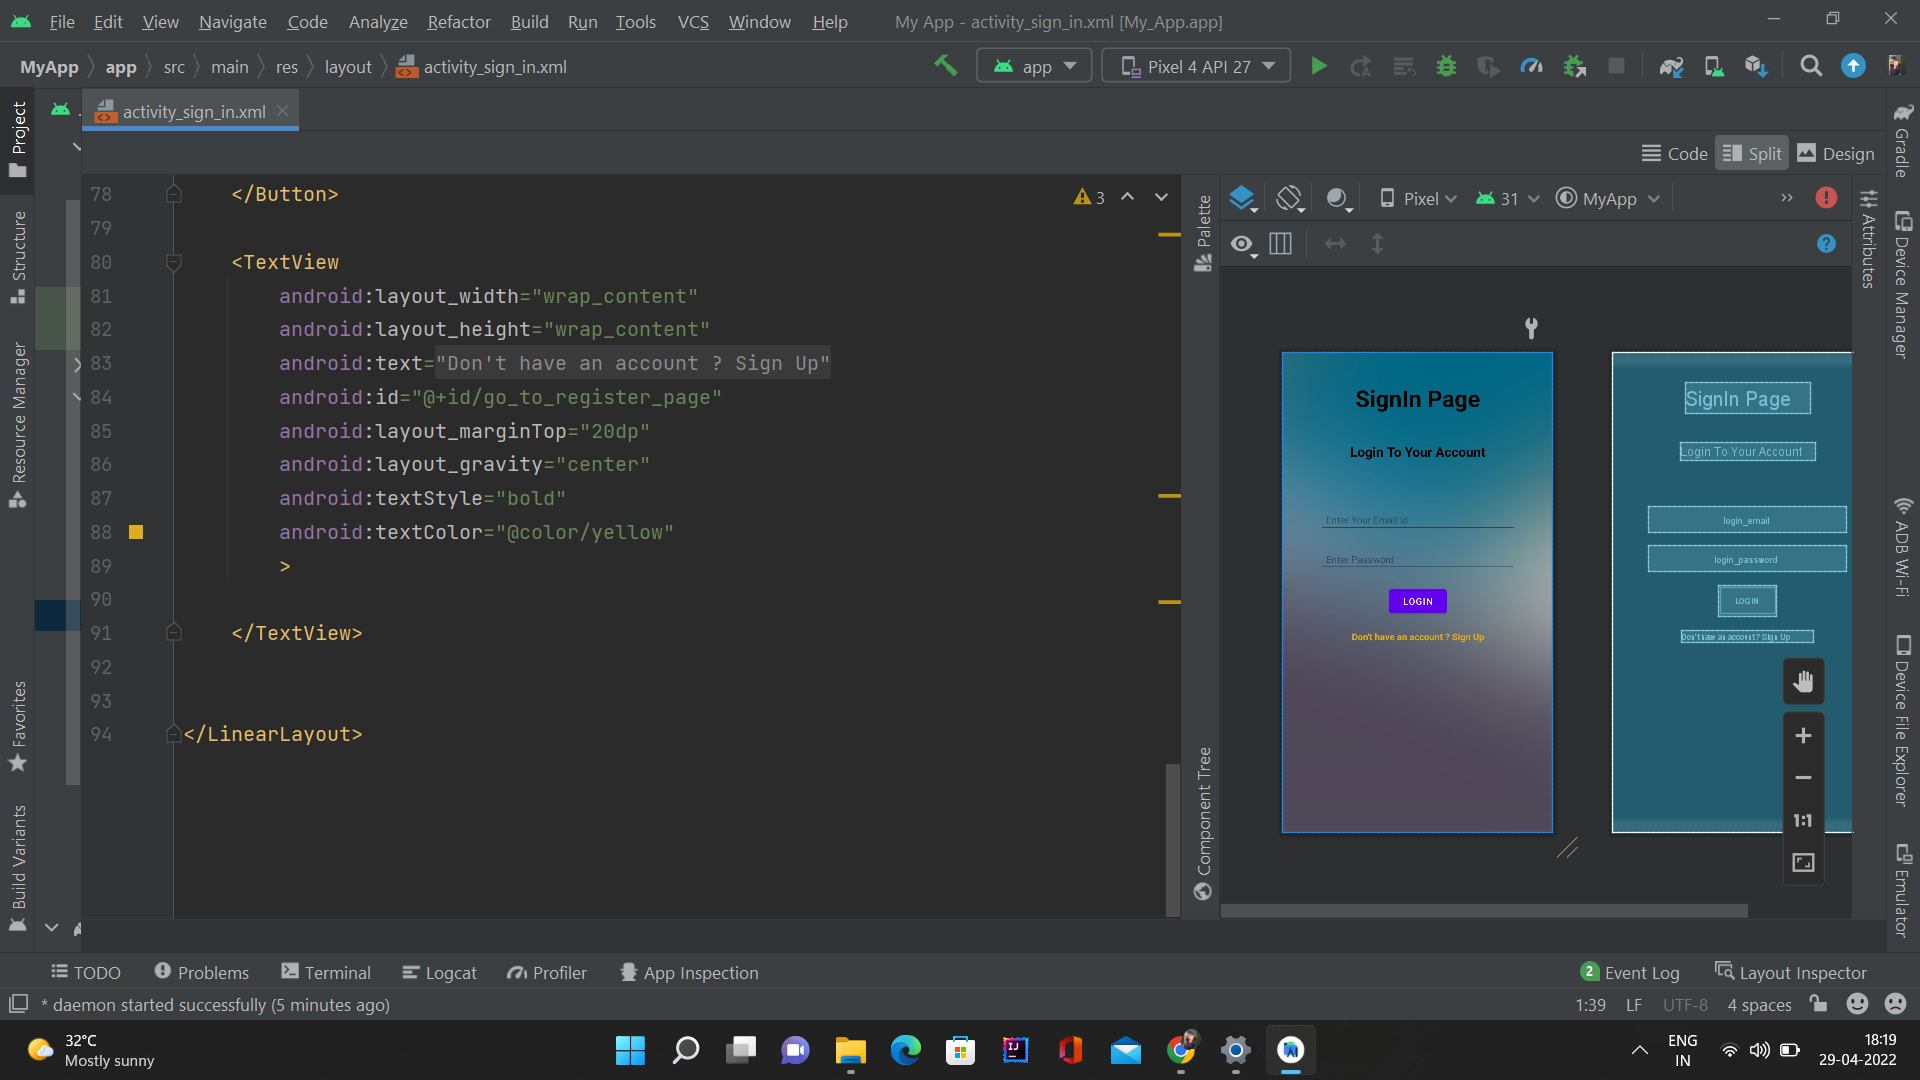 File Edit View Navigate Code Analyze Refactor Build Run Tools VCS Window Help My App - activity_sign_in.xml [My_App.app]
MyApp app src main res layout activity_sign_in.xml app Pixel 4 API 27
activity_sign_in.xml
Code Split Design
Project
Structure
Resource Manager
Favorites
Build Variants
78 </Button>
79
80 <TextView
81 android:layout_width="wrap_content"
82 android:layout_height="wrap_content"
83 android:text="Don't have an account ? Sign Up"
84 android:id="@+id/go_to_register_page"
85 android:layout_marginTop="20dp"
86 android:layout_gravity="center"
87 android:textStyle="bold"
88 android:textColor="@color/yellow"
89 >
90
91 </TextView>
92
93
94 </LinearLayout>
3
Palette
Component Tree
Pixel 31 MyApp
SignIn Page
Login To Your Account
Enter Your Email Id
Enter Password
LOGIN
Don't have an account ? Sign Up
SignIn Page
Login To Your Account
login_email
login_password
LOGIN
Don't have an account ? Sign Up
1:1
Attributes
Gradle
Device Manager
ADB Wi-Fi
Device File Explorer
Emulator
TODO Problems Terminal Logcat Profiler App Inspection 2 Event Log Layout Inspector
* daemon started successfully (5 minutes ago) 1:39 LF UTF-8 4 spaces
32°C
Mostly sunny
ENG
IN
18:19
29-04-2022